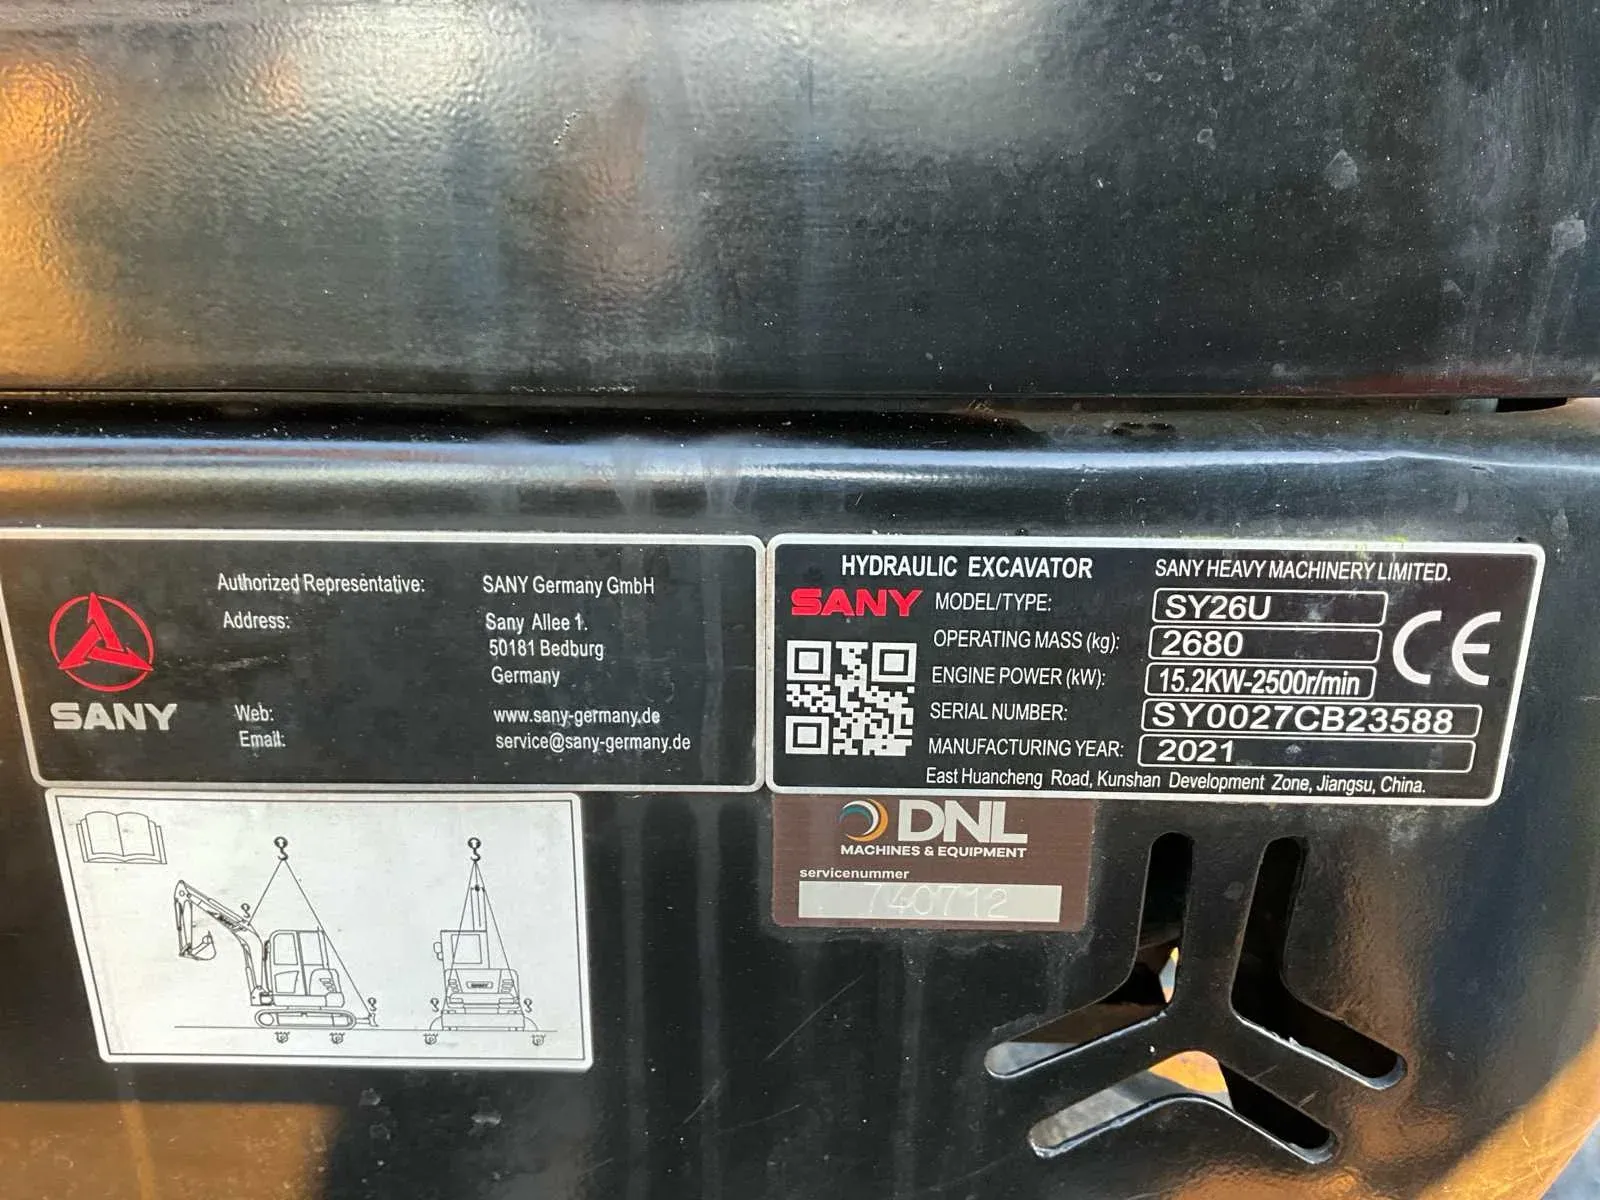 SANY
Authorized Representative: SANY Germany GmbH
Address: Sany Allee 1.
50181 Bedburg
Germany
Web: www.sany-germany.de
Email: service@sany-germany.de
HYDRAULIC EXCAVATOR SANY HEAVY MACHINERY LIMITED.
SANY
MODEL/TYPE: SY26U
OPERATING MASS (kg): 2680
ENGINE POWER (kW): 15.2KW-2500r/min
SERIAL NUMBER: SY0027CB23588
MANUFACTURING YEAR: 2021
CE
East Huancheng Road, Kunshan Development Zone, Jiangsu, China.
DNL
MACHINES & EQUIPMENT
servicenummer
740712